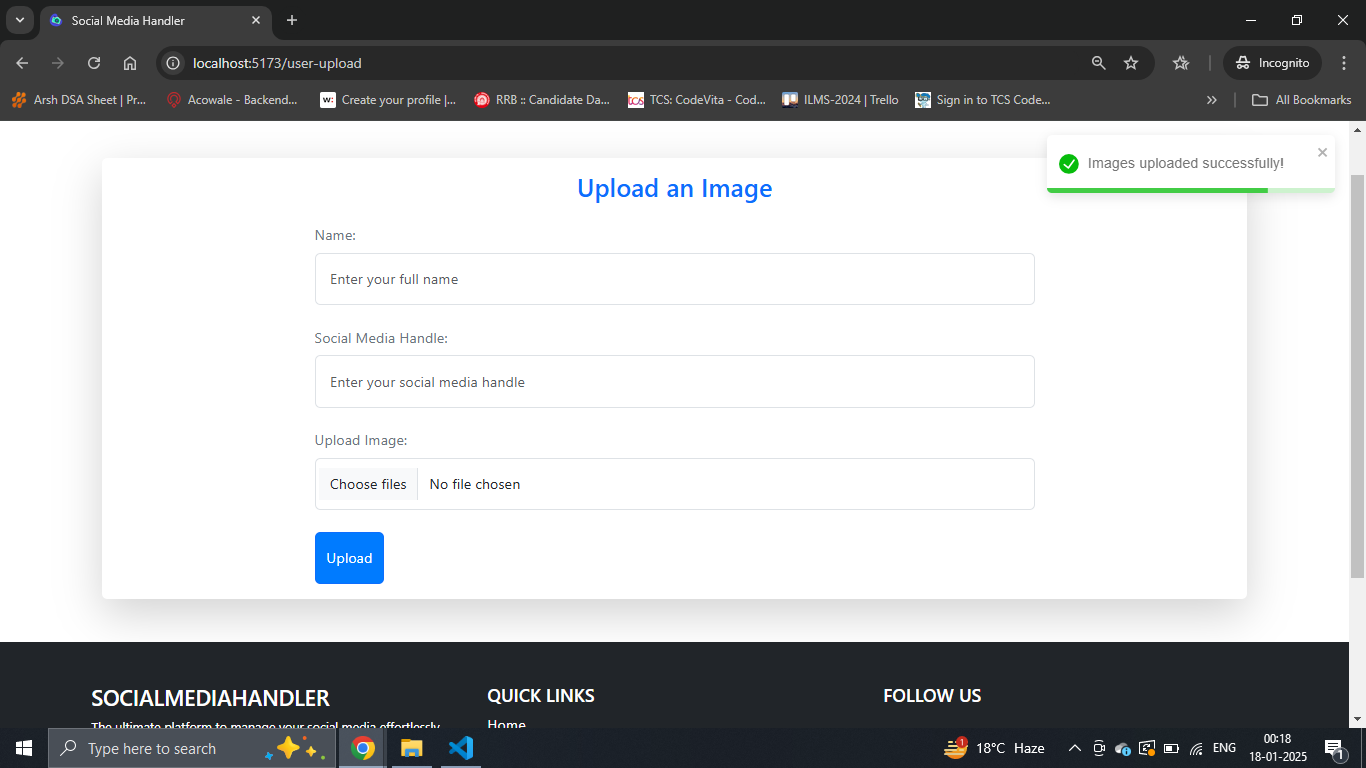 Social Media Handler
localhost:5173/user-upload
Incognito
Arsh DSA Sheet | Pr...
Acowale - Backend...
Create your profile |...
RRB :: Candidate Da...
TCS: CodeVita - Cod...
ILMS-2024 | Trello
Sign in to TCS Code...
All Bookmarks
Images uploaded successfully!
Upload an Image
Name:
Enter your full name
Social Media Handle:
Enter your social media handle
Upload Image:
Choose files No file chosen
Upload
SOCIALMEDIAHANDLER
The ultimate platform to manage your social media effortlessly.
QUICK LINKS
Home
FOLLOW US
Type here to search
1
18°C Haze
ENG
00:18
18-01-2025
1